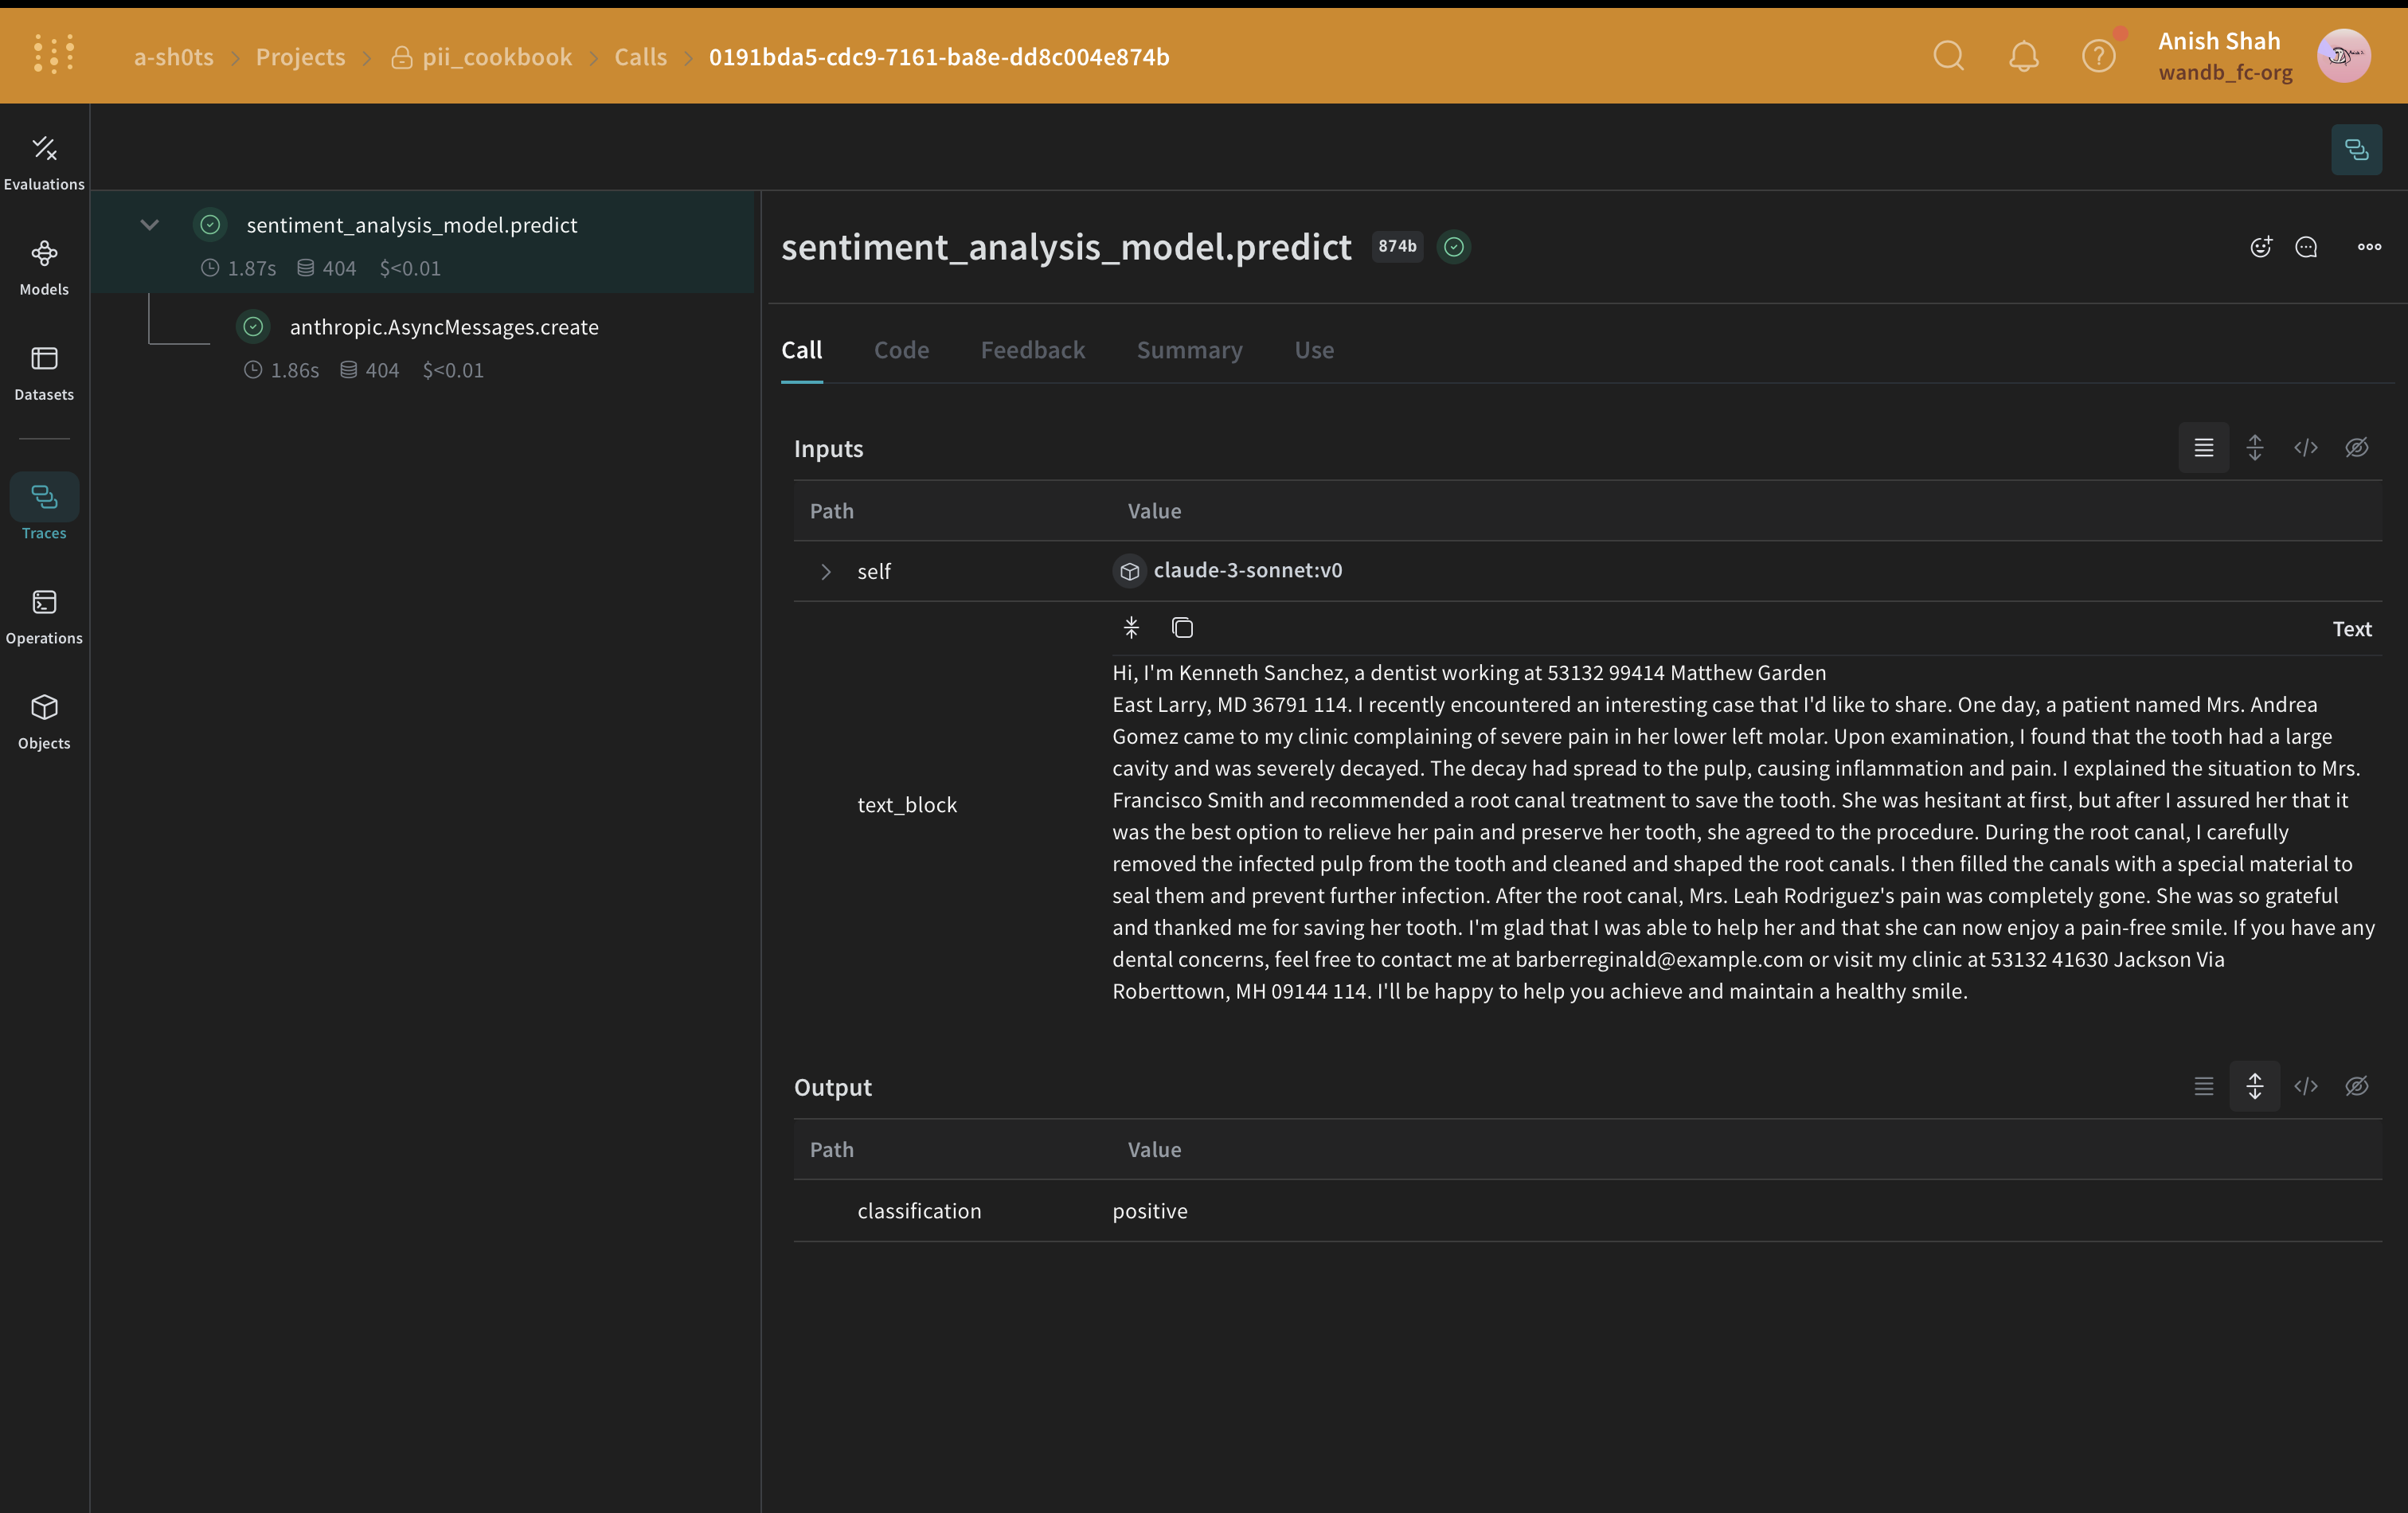 a-sh0ts > Projects > pii_cookbook > Calls > 0191bda5-cdc9-7161-ba8e-dd8c004e874b
?
Anish Shah
wandb_fc-org
Evaluations
Models
Datasets
Traces
Operations
Objects
sentiment_analysis_model.predict
1.87s 404 $<0.01
anthropic.AsyncMessages.create
1.86s 404 $<0.01
sentiment_analysis_model.predict 874b
Call Code Feedback Summary Use
Inputs
Path Value
self claude-3-sonnet:v0
Text
text_block
Hi, I'm Kenneth Sanchez, a dentist working at 53132 99414 Matthew Garden
East Larry, MD 36791 114. I recently encountered an interesting case that I'd like to share. One day, a patient named Mrs. Andrea
Gomez came to my clinic complaining of severe pain in her lower left molar. Upon examination, I found that the tooth had a large
cavity and was severely decayed. The decay had spread to the pulp, causing inflammation and pain. I explained the situation to Mrs.
Francisco Smith and recommended a root canal treatment to save the tooth. She was hesitant at first, but after I assured her that it
was the best option to relieve her pain and preserve her tooth, she agreed to the procedure. During the root canal, I carefully
removed the infected pulp from the tooth and cleaned and shaped the root canals. I then filled the canals with a special material to
seal them and prevent further infection. After the root canal, Mrs. Leah Rodriguez's pain was completely gone. She was so grateful
and thanked me for saving her tooth. I'm glad that I was able to help her and that she can now enjoy a pain-free smile. If you have any
dental concerns, feel free to contact me at barberreginald@example.com or visit my clinic at 53132 41630 Jackson Via
Roberttown, MH 09144 114. I'll be happy to help you achieve and maintain a healthy smile.
Output
Path Value
classification positive